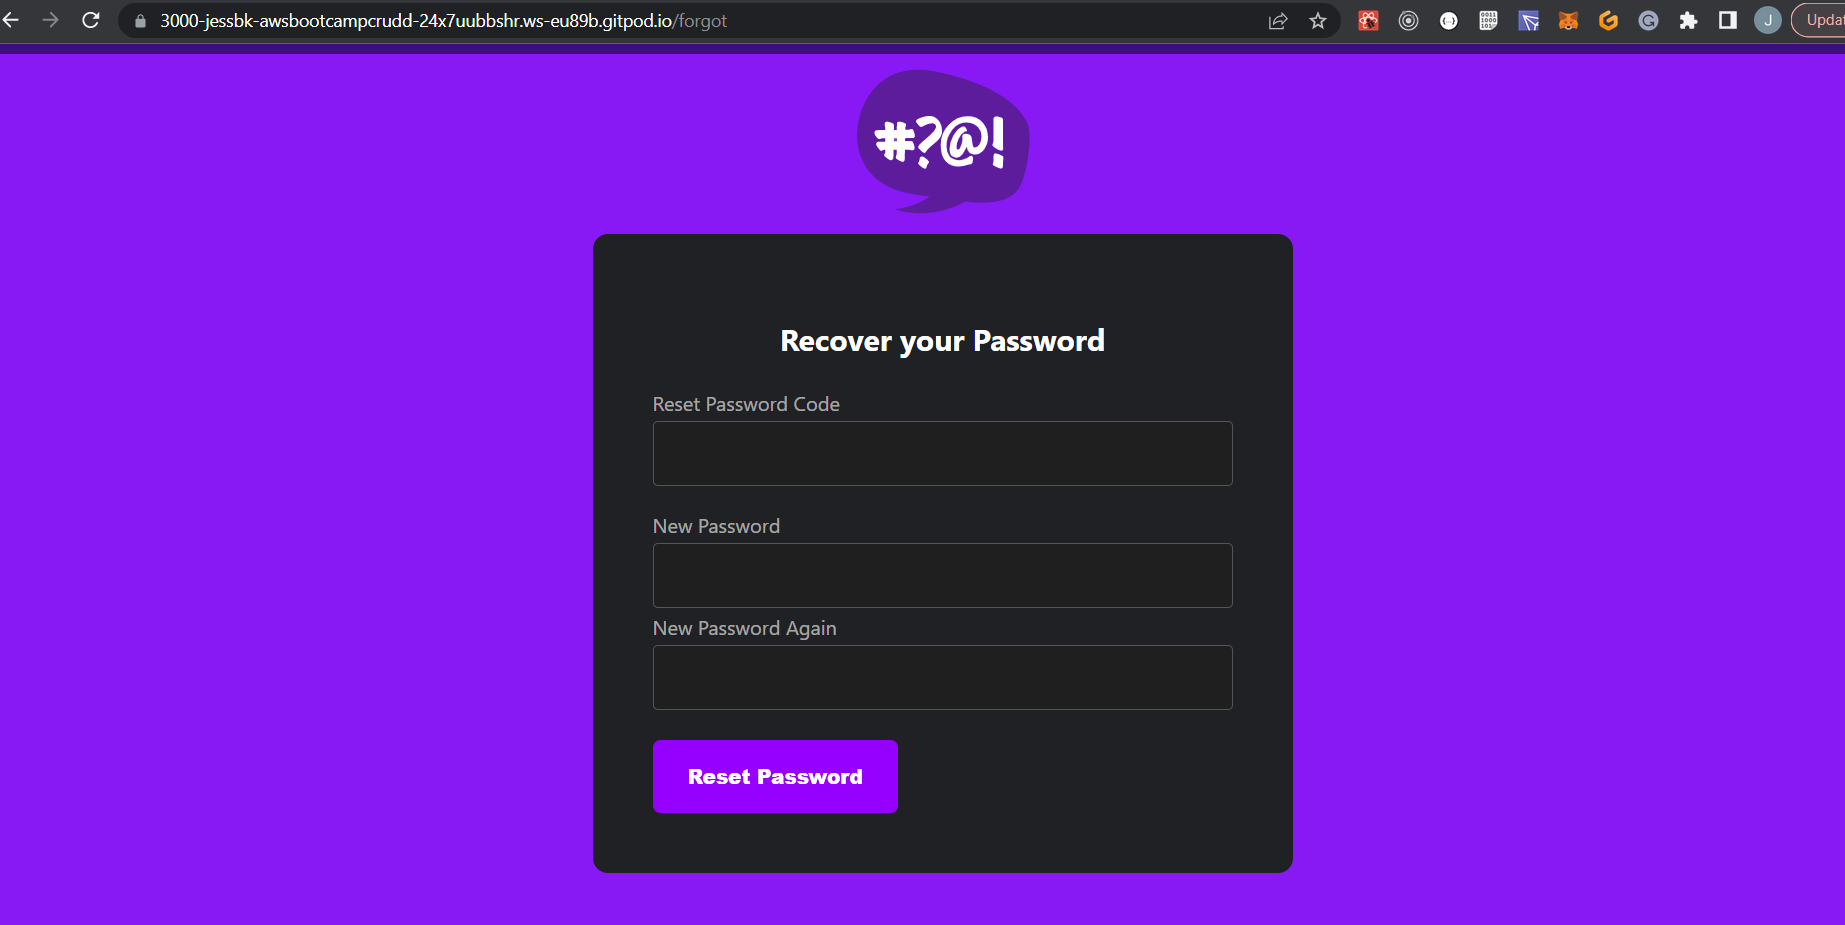 3000-jessbk-awsbootcampcrudd-24x7uubbshr.ws-eu89b.gitpod.io/forgot
J
#?@!
Recover your Password
Reset Password Code
New Password
New Password Again
Reset Password